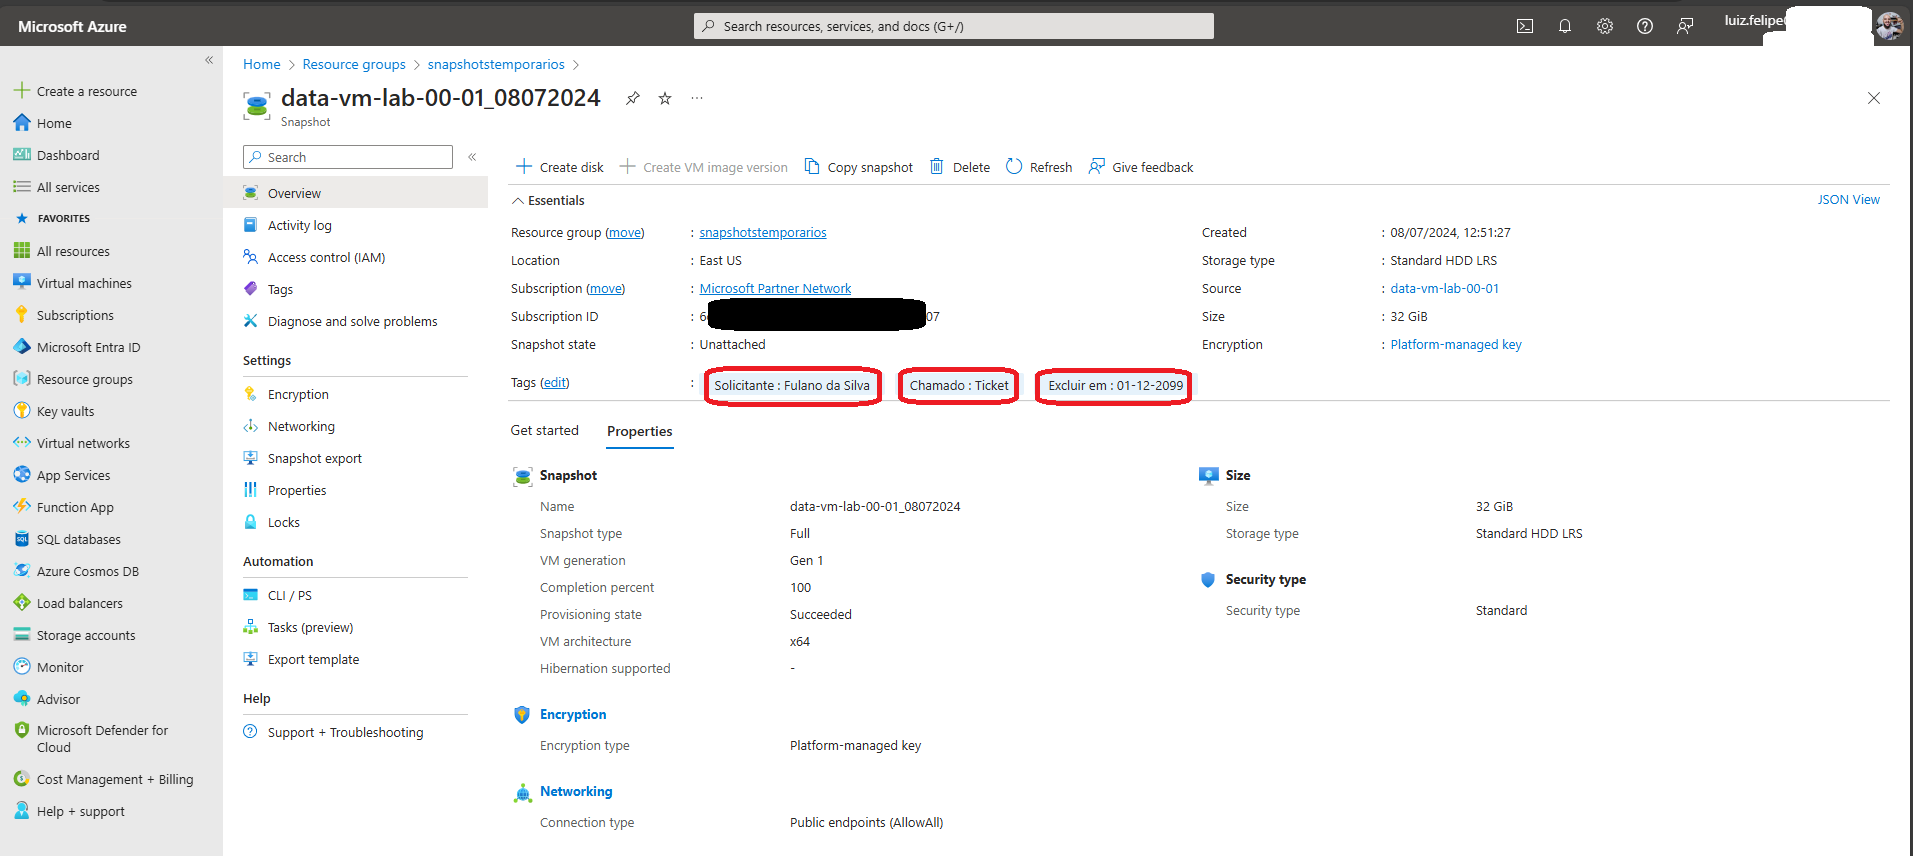 Microsoft Azure
Search resources, services, and docs (G+/)
luiz.felipe
Create a resource
Home
Dashboard
All services
FAVORITES
All resources
Virtual machines
Subscriptions
Microsoft Entra ID
Resource groups
Key vaults
Virtual networks
App Services
Function App
SQL databases
Azure Cosmos DB
Load balancers
Storage accounts
Monitor
Advisor
Microsoft Defender for
Cloud
Cost Management + Billing
Help + support
Home > Resource groups > snapshotstemporarios >
data-vm-lab-00-01_08072024
Snapshot
Search
Overview
Activity log
Access control (IAM)
Tags
Diagnose and solve problems
Settings
Encryption
Networking
Snapshot export
Properties
Locks
Automation
CLI / PS
Tasks (preview)
Export template
Help
Support + Troubleshooting
Create disk Create VM image version Copy snapshot Delete Refresh Give feedback
Essentials
JSON View
Resource group (move) : snapshotstemporarios
Location : East US
Subscription (move) : Microsoft Partner Network
Subscription ID : 6 07
Snapshot state : Unattached
Created : 08/07/2024, 12:51:27
Storage type : Standard HDD LRS
Source : data-vm-lab-00-01
Size : 32 GiB
Encryption : Platform-managed key
Tags (edit) : Solicitante : Fulano da Silva Chamado : Ticket Excluir em : 01-12-2099
Get started Properties
Snapshot
Name data-vm-lab-00-01_08072024
Snapshot type Full
VM generation Gen 1
Completion percent 100
Provisioning state Succeeded
VM architecture x64
Hibernation supported -
Encryption
Encryption type Platform-managed key
Networking
Connection type Public endpoints (AllowAll)
Size
Size 32 GiB
Storage type Standard HDD LRS
Security type
Security type Standard